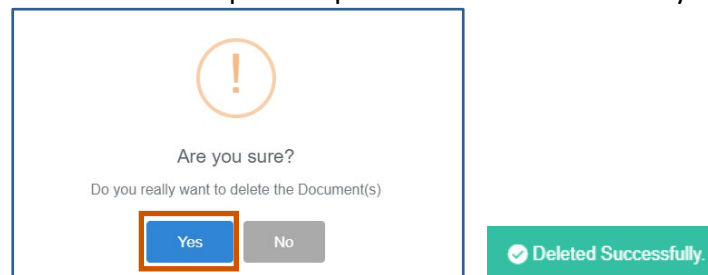 !
Are you sure?
Do you really want to delete the Document(s)
Yes
No
Deleted Successfully.